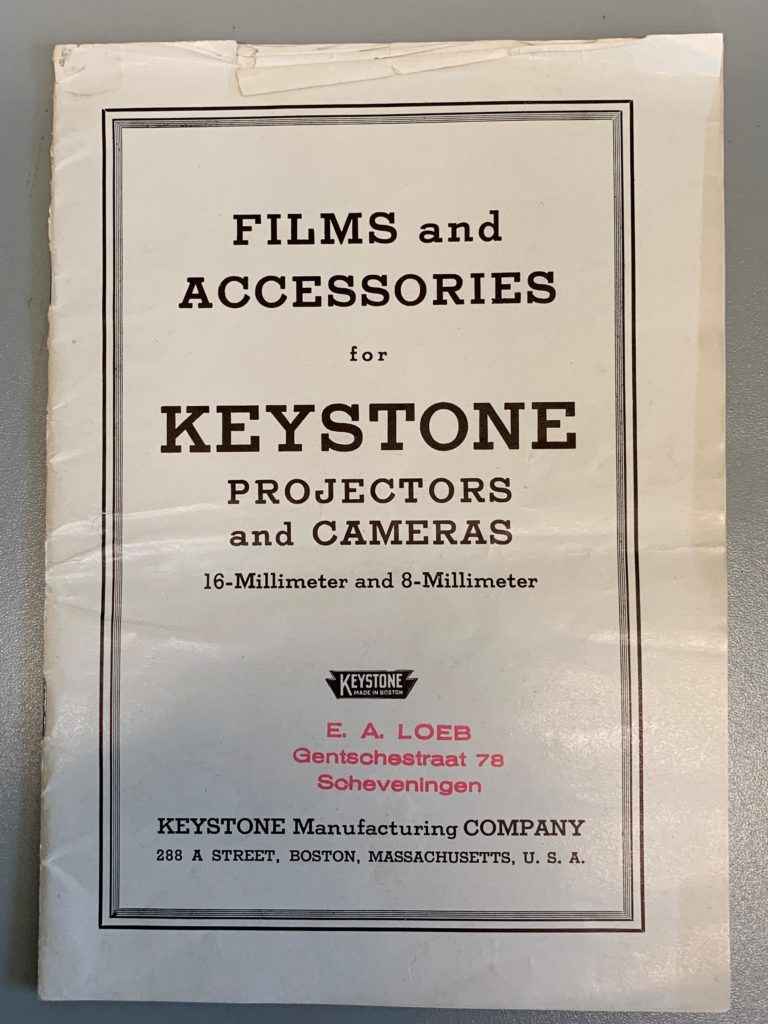 FILMS and
ACCESSORIES
for
KEYSTONE
PROJECTORS
and CAMERAS
16-Millimeter and 8-Millimeter
KEYSTONE
MADE IN BOSTON
E. A. LOEB
Gentschestraat 78
Scheveningen
KEYSTONE Manufacturing COMPANY
288 A STREET, BOSTON, MASSACHUSETTS, U. S. A.